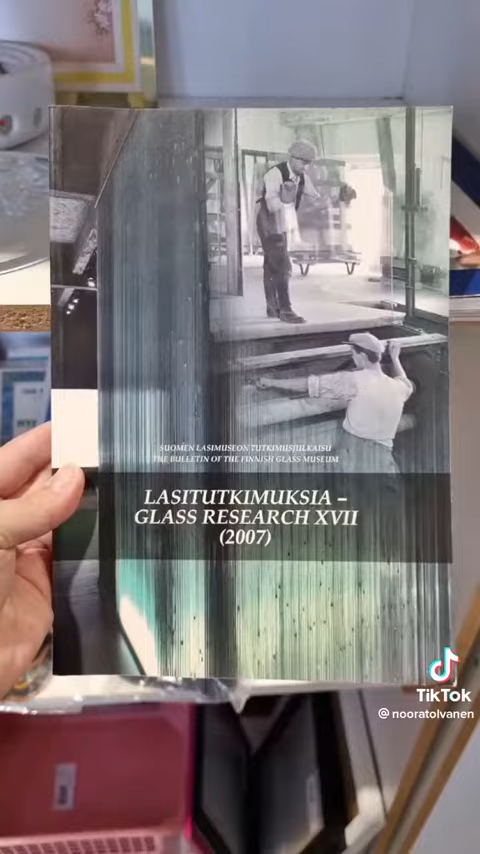 SUOMEN LASIMUSEON TUTKIMUSJULKAISU
THE BULLETIN OF THE FINNISH GLASS MUSEUM
LASITUTKIMUKSIA –
GLASS RESEARCH XVII
(2007)
TikTok
@nooratolvanen